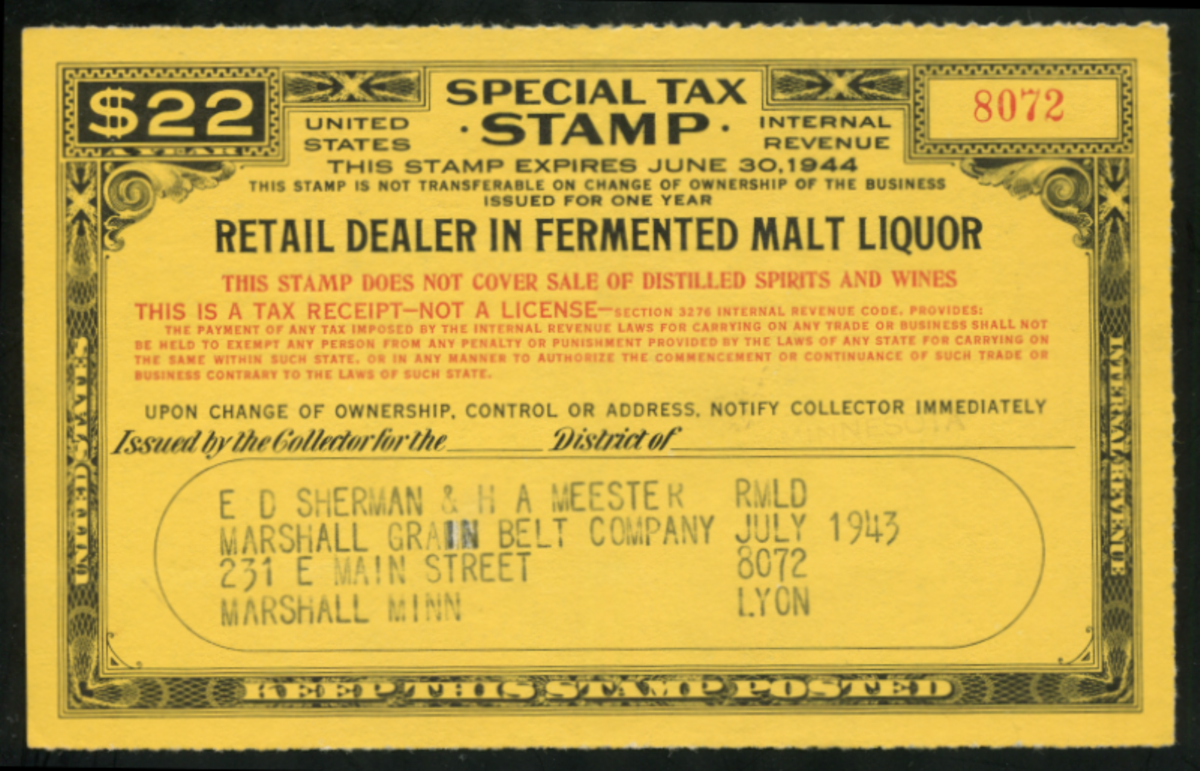 $22
A YEAR
SPECIAL TAX
· STAMP ·
UNITED
STATES
INTERNAL
REVENUE
8072
THIS STAMP EXPIRES JUNE 30, 1944
THIS STAMP IS NOT TRANSFERABLE ON CHANGE OF OWNERSHIP OF THE BUSINESS
ISSUED FOR ONE YEAR
RETAIL DEALER IN FERMENTED MALT LIQUOR
THIS STAMP DOES NOT COVER SALE OF DISTILLED SPIRITS AND WINES
THIS IS A TAX RECEIPT—NOT A LICENSE—SECTION 3276 INTERNAL REVENUE CODE, PROVIDES:
THE PAYMENT OF ANY TAX IMPOSED BY THE INTERNAL REVENUE LAWS FOR CARRYING ON ANY TRADE OR BUSINESS SHALL NOT
BE HELD TO EXEMPT ANY PERSON FROM ANY PENALTY OR PUNISHMENT PROVIDED BY THE LAWS OF ANY STATE FOR CARRYING ON
THE SAME WITHIN SUCH STATE, OR IN ANY MANNER TO AUTHORIZE THE COMMENCEMENT OR CONTINUANCE OF SUCH TRADE OR
BUSINESS CONTRARY TO THE LAWS OF SUCH STATE.
UPON CHANGE OF OWNERSHIP, CONTROL OR ADDRESS, NOTIFY COLLECTOR IMMEDIATELY
Issued by the Collector for the District of MINNESOTA
E D SHERMAN & H A MEESTER RMLD
MARSHALL GRAIN BELT COMPANY JULY 1943
231 E MAIN STREET 8072
MARSHALL MINN LYON
UNITED STATES
INTERNAL REVENUE
KEEP THIS STAMP POSTED